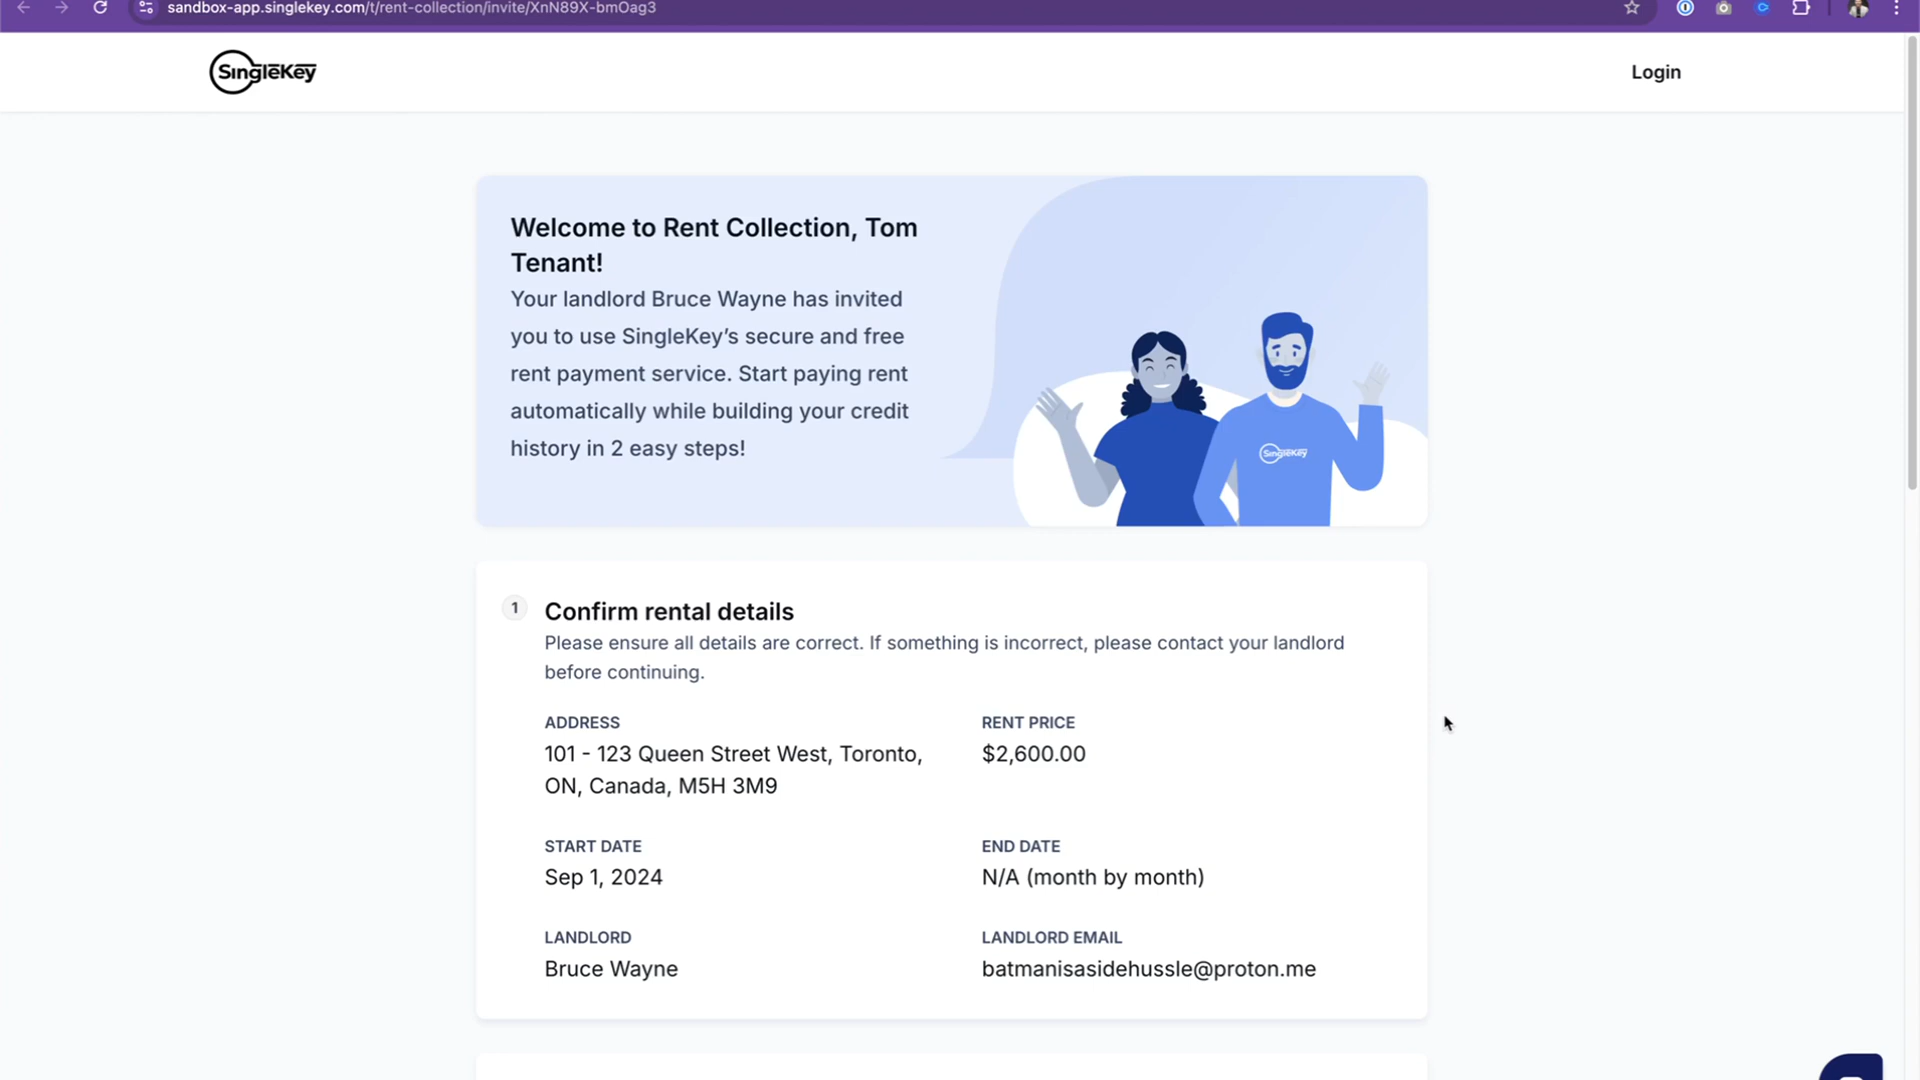 sandbox-app.singlekey.com/t/rent-collection/invite/XnN89X-bmOag3
SingleKey
Login
Welcome to Rent Collection, Tom
Tenant!
Your landlord Bruce Wayne has invited
you to use SingleKey’s secure and free
rent payment service. Start paying rent
automatically while building your credit
history in 2 easy steps!
SingleKey
1
Confirm rental details
Please ensure all details are correct. If something is incorrect, please contact your landlord
before continuing.
ADDRESS
RENT PRICE
101 - 123 Queen Street West, Toronto,
ON, Canada, M5H 3M9
$2,600.00
START DATE
END DATE
Sep 1, 2024
N/A (month by month)
LANDLORD
LANDLORD EMAIL
Bruce Wayne
batmanisasidehussle@proton.me